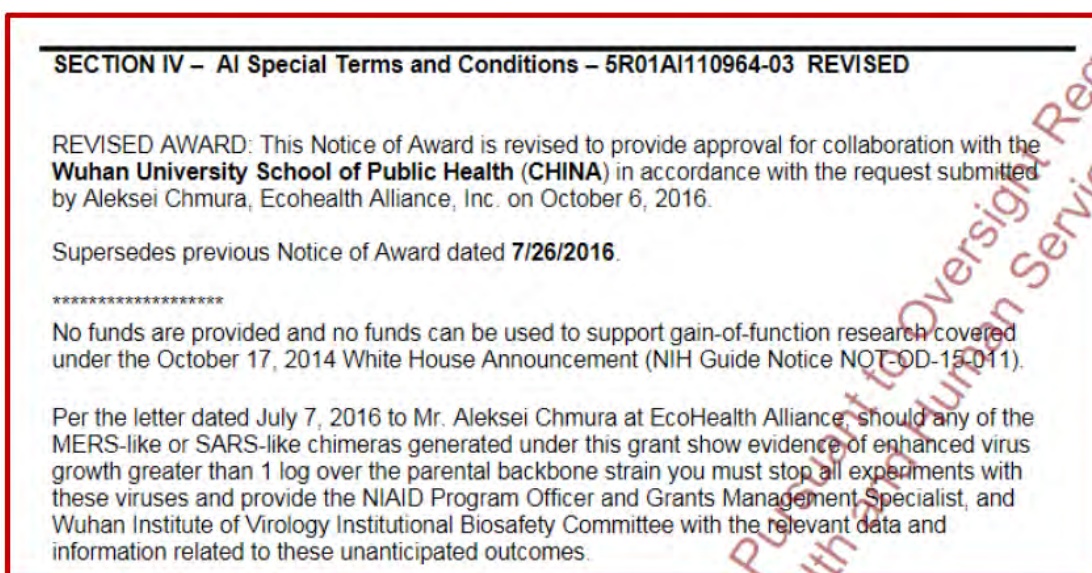 SECTION IV – AI Special Terms and Conditions – 5R01AI110964-03 REVISED
REVISED AWARD: This Notice of Award is revised to provide approval for collaboration with the
Wuhan University School of Public Health (CHINA) in accordance with the request submitted
by Aleksei Chmura, Ecohealth Alliance, Inc. on October 6, 2016.
Supersedes previous Notice of Award dated 7/26/2016.
*******************
No funds are provided and no funds can be used to support gain-of-function research covered
under the October 17, 2014 White House Announcement (NIH Guide Notice NOT-OD-15-011).
Per the letter dated July 7, 2016 to Mr. Aleksei Chmura at EcoHealth Alliance, should any of the
MERS-like or SARS-like chimeras generated under this grant show evidence of enhanced virus
growth greater than 1 log over the parental backbone strain you must stop all experiments with
these viruses and provide the NIAID Program Officer and Grants Management Specialist, and
Wuhan Institute of Virology Institutional Biosafety Committee with the relevant data and
information related to these unanticipated outcomes.
Pursuant to Oversight
and Human